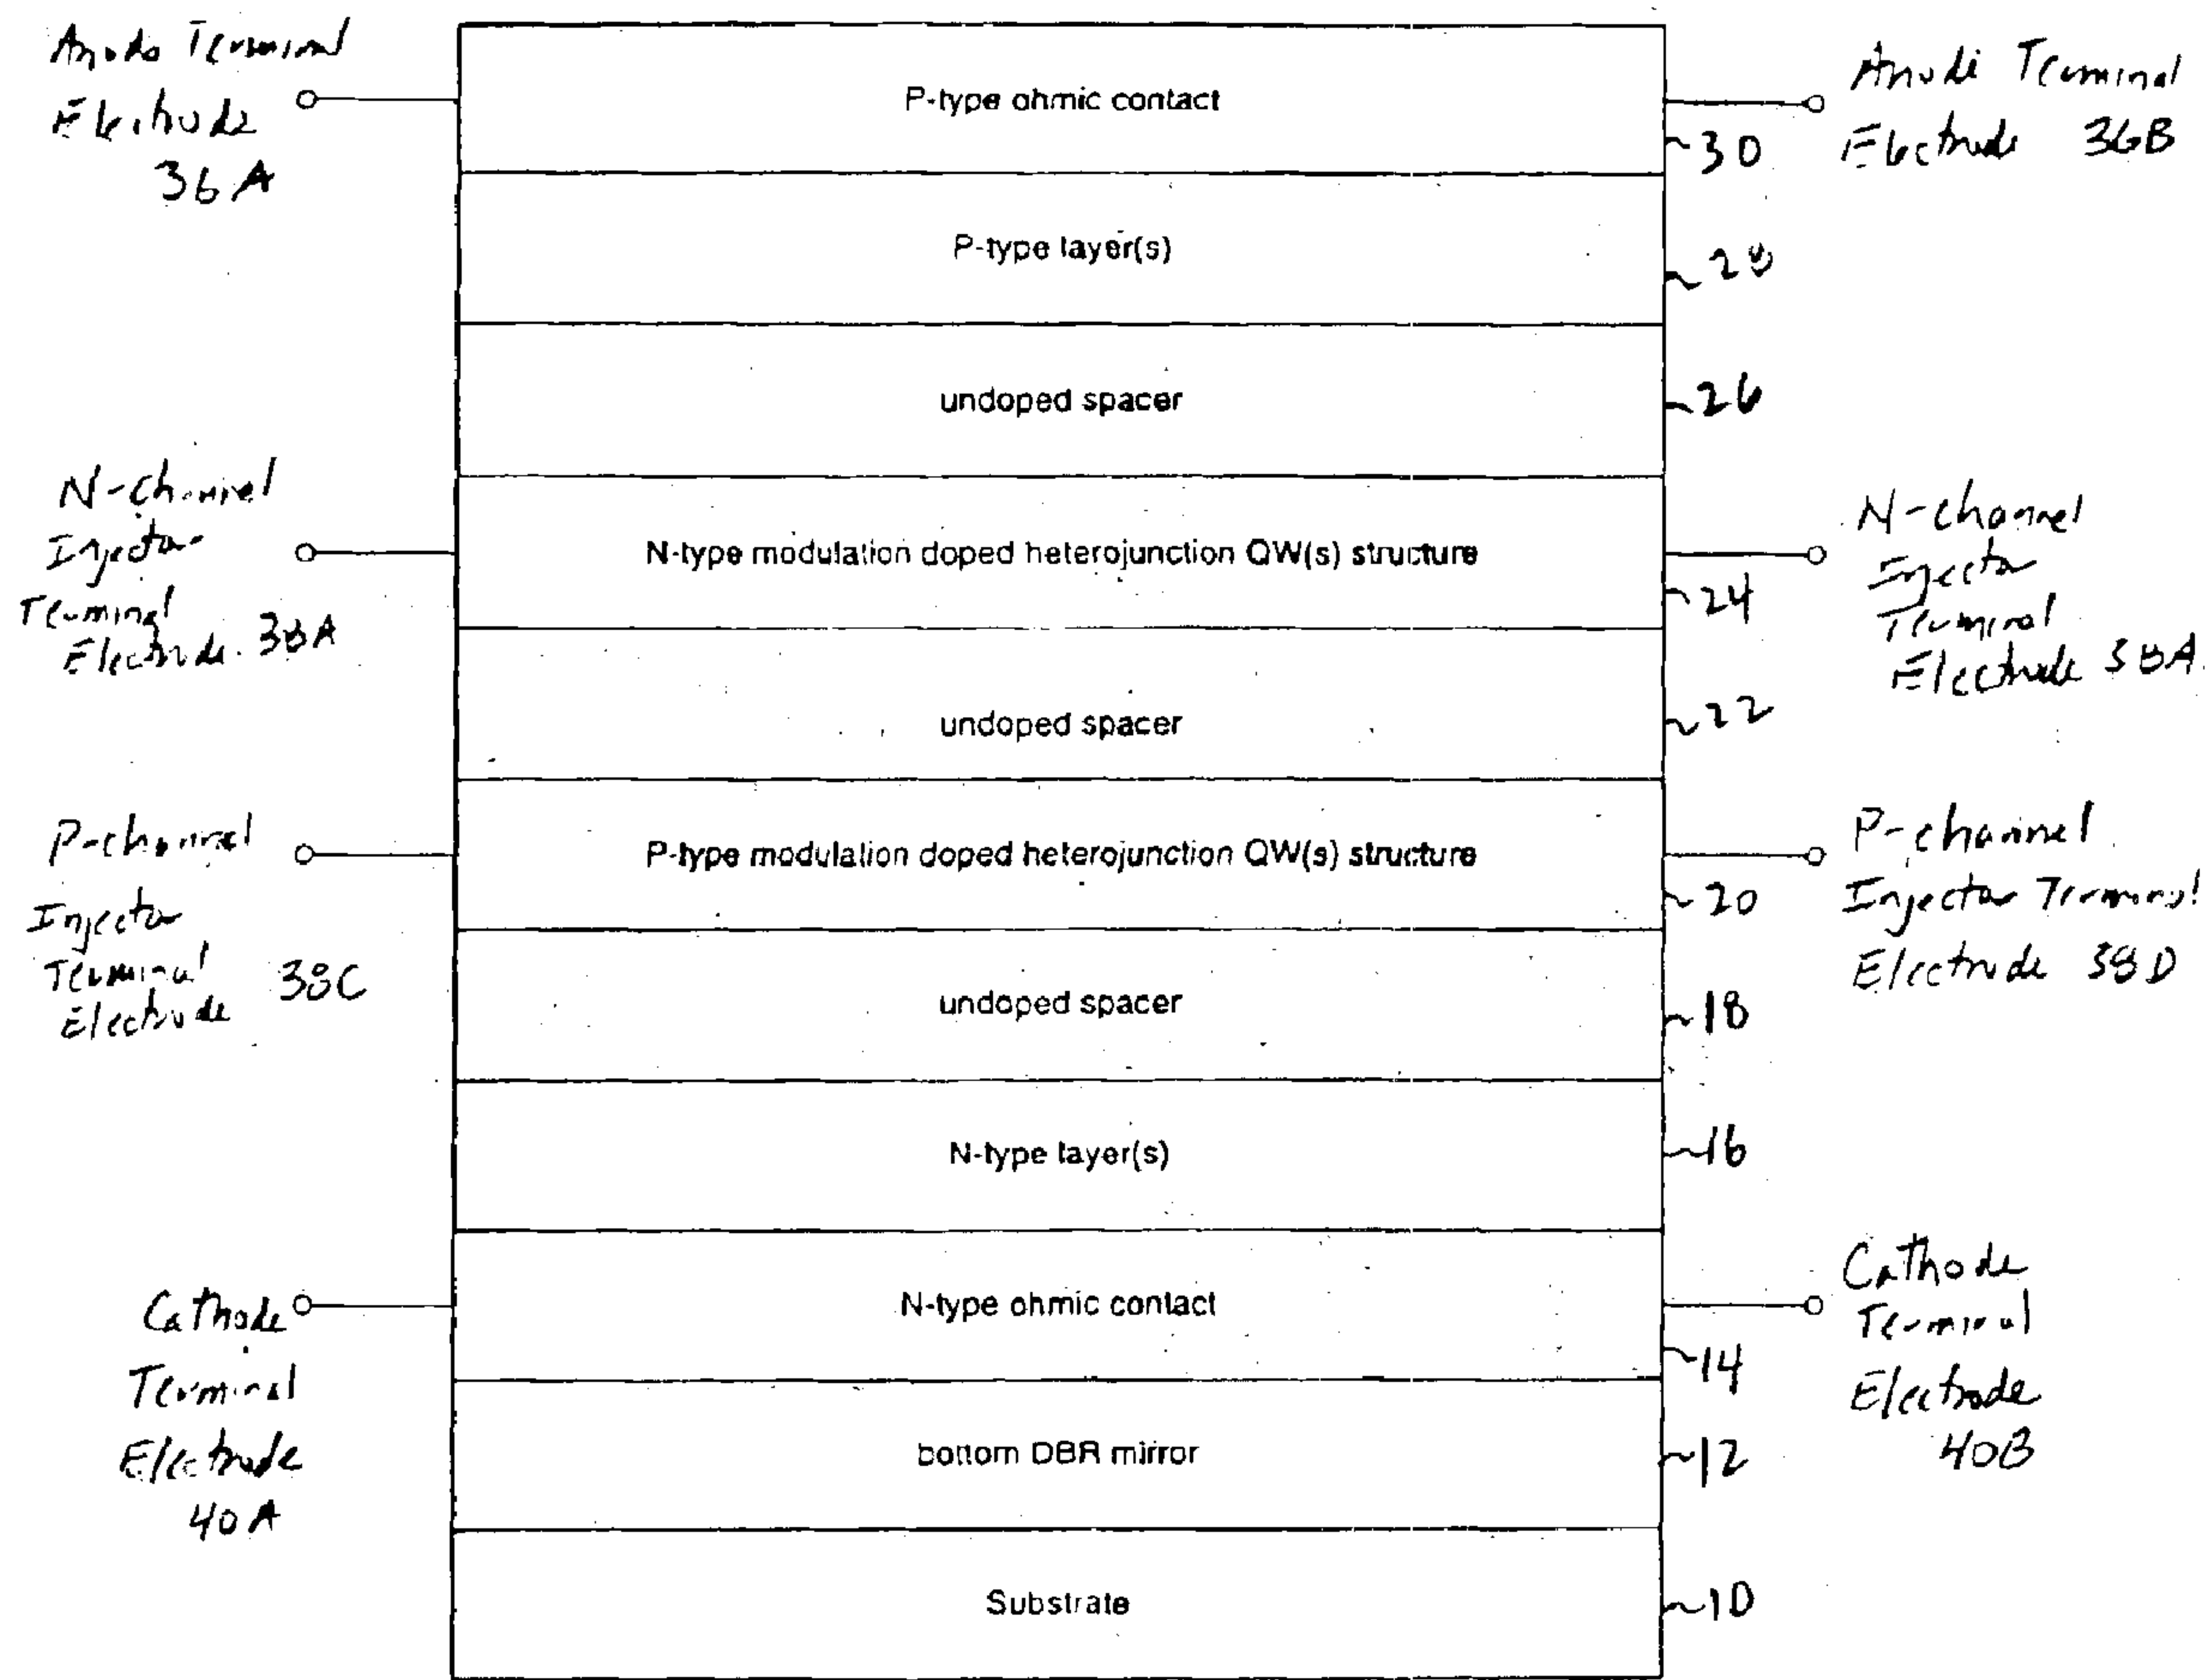 Anode Terminal
Electrode
36A
P-type ohmic contact
30
Anode Terminal
Electrode 36B
P-type layer(s)
28
undoped spacer
26
N-channel
Injector
Terminal
Electrode 38A
N-type modulation doped heterojunction QW(s) structure
24
N-channel
Injector
Terminal
Electrode 38A
undoped spacer
22
P-channel
Injector
Terminal
Electrode 38C
P-type modulation doped heterojunction QW(s) structure
20
P-channel
Injector Terminal
Electrode 38D
undoped spacer
18
N-type layer(s)
16
Cathode
Terminal
Electrode
40A
N-type ohmic contact
14
Cathode
Terminal
Electrode
40B
bottom DBR mirror
12
Substrate
10